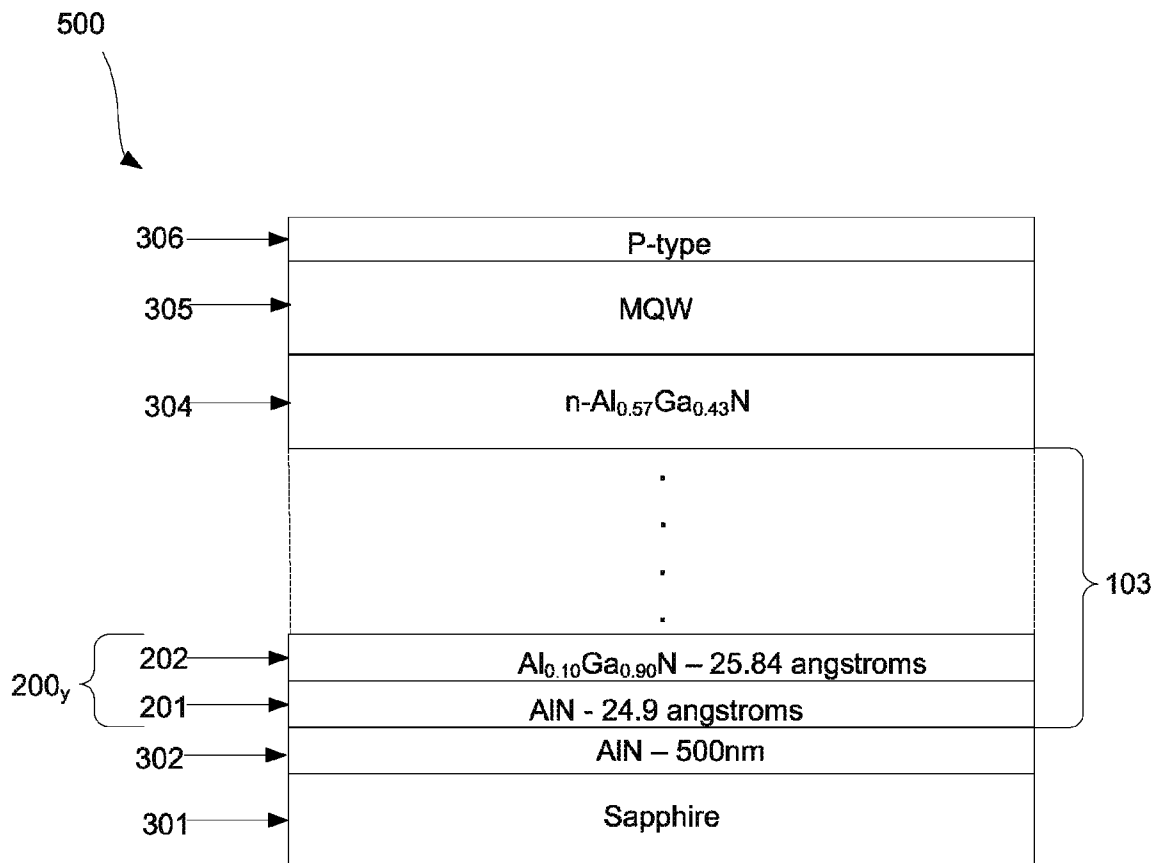 500
306 P-type
305 MQW
304 n-Al₀.₅₇Ga₀.₄₃N
103
202 Al₀.₁₀Ga₀.₉₀N – 25.84 angstroms
200y
201 AlN - 24.9 angstroms
302 AlN – 500nm
301 Sapphire